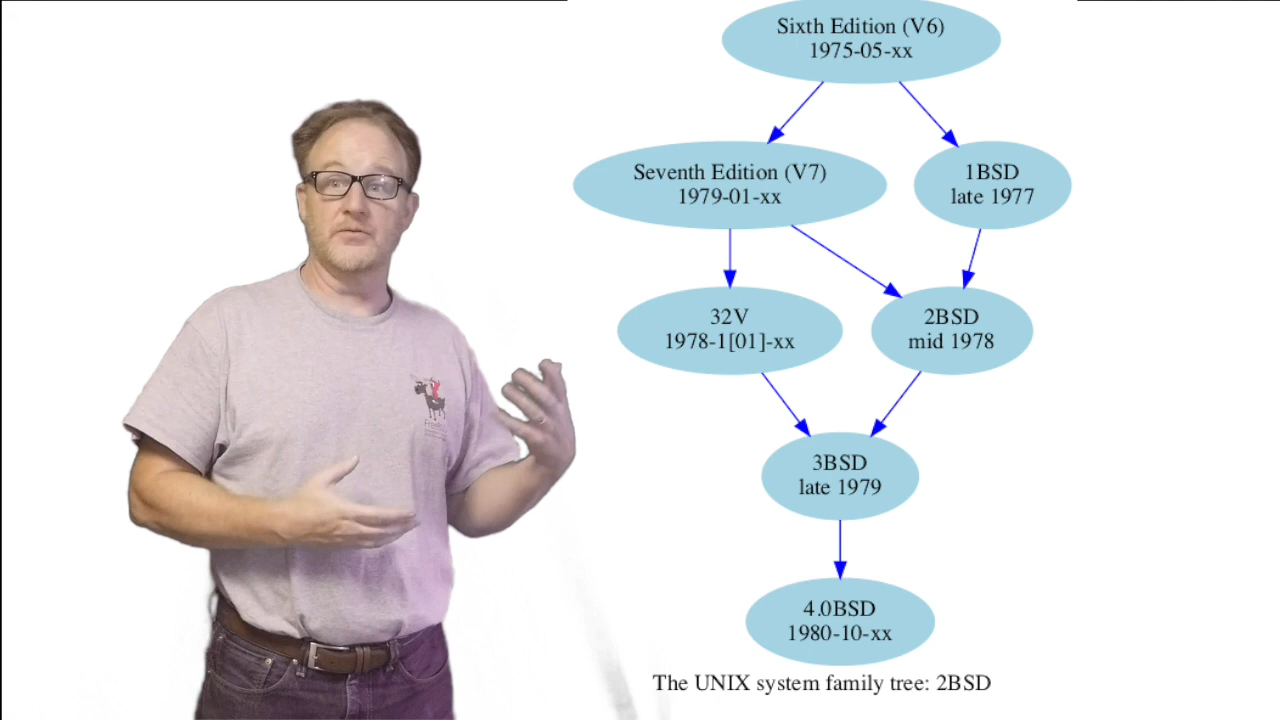 Sixth Edition (V6)
1975-05-xx
Seventh Edition (V7)
1979-01-xx
1BSD
late 1977
32V
1978-1[01]-xx
2BSD
mid 1978
3BSD
late 1979
4.0BSD
1980-10-xx
The UNIX system family tree: 2BSD